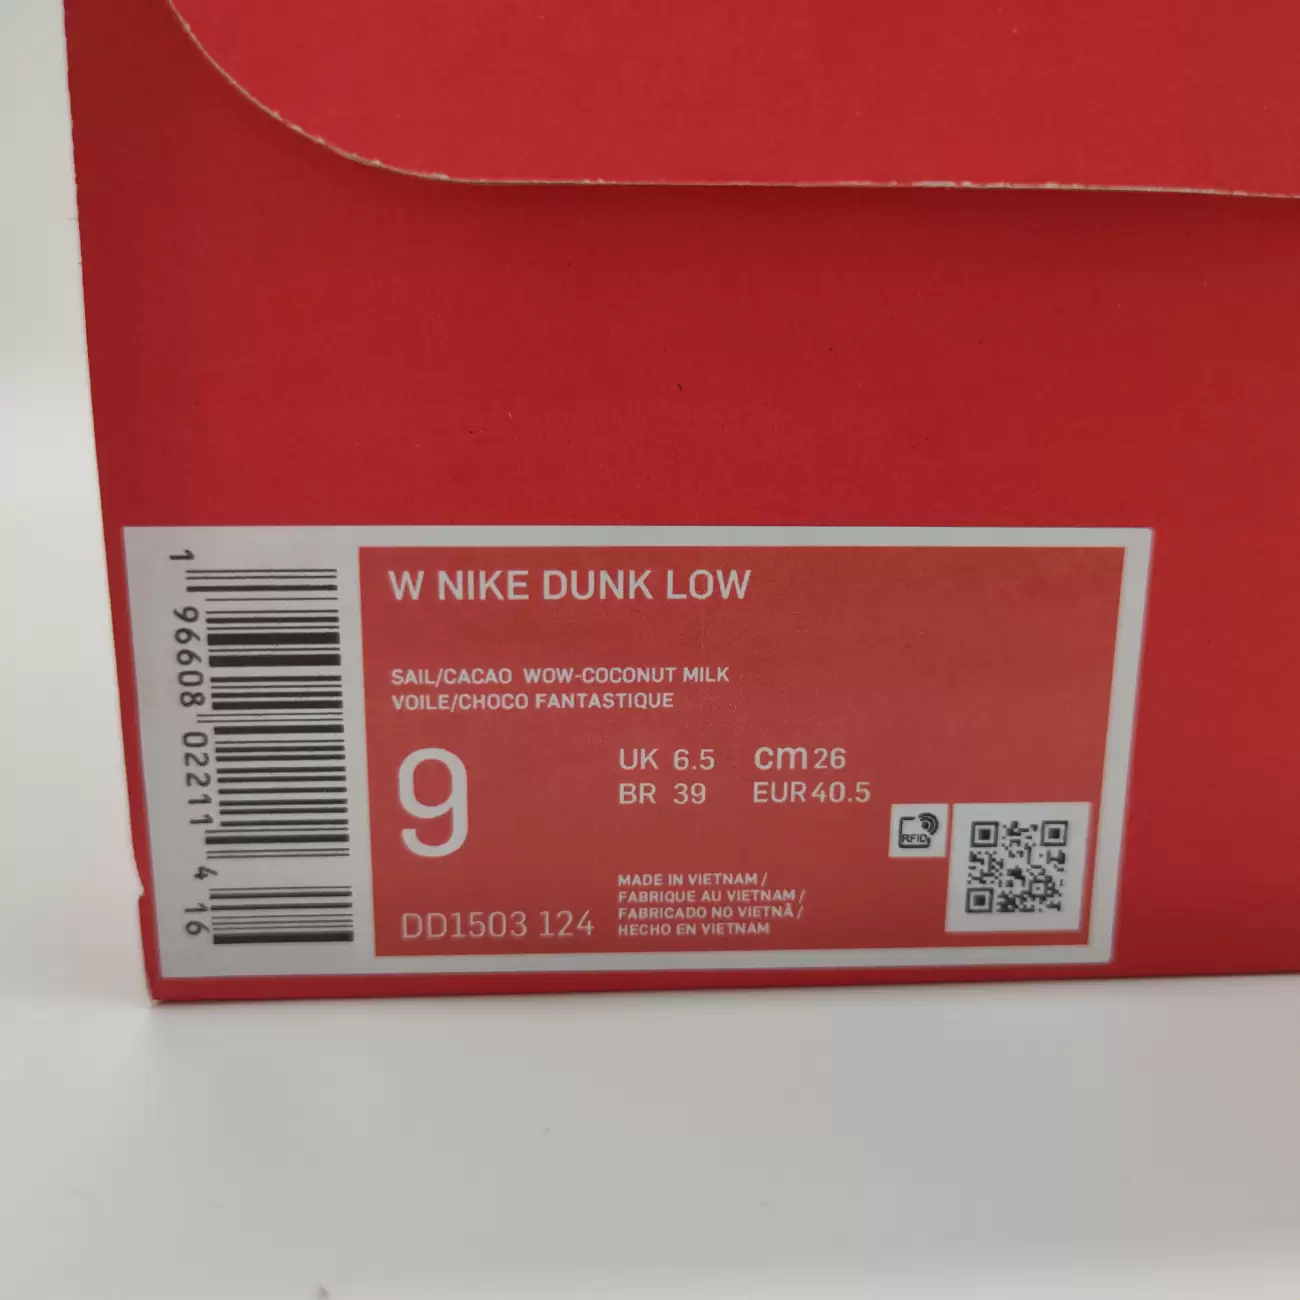 W NIKE DUNK LOW
SAIL/CACAO WOW-COCONUT MILK
VOILE/CHOCO FANTASTIQUE
9
UK 6.5 cm 26
BR 39 EUR 40.5
RFID
MADE IN VIETNAM /
FABRIQUE AU VIETNAM /
FABRICADO NO VIETNÃ /
HECHO EN VIETNAM
DD1503 124
1 96608 02211 4 16